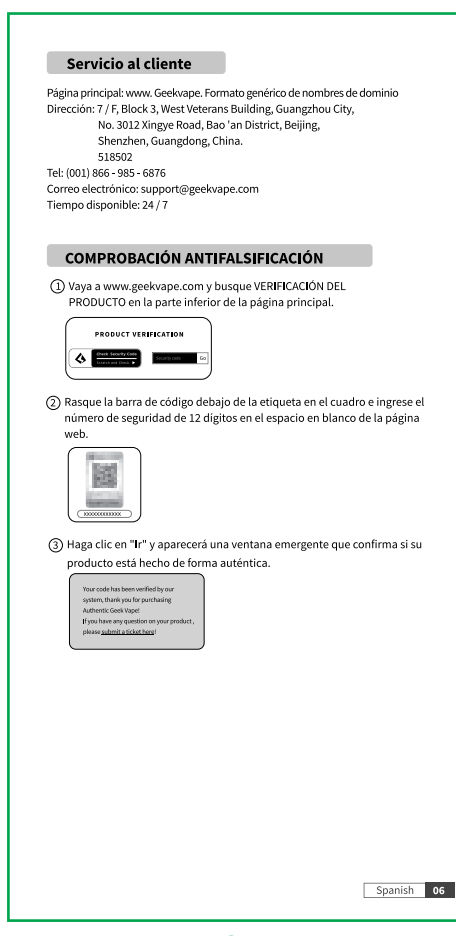 Servicio al cliente
Página principal: www. Geekvape. Formato genérico de nombres de dominio
Dirección: 7 / F, Block 3, West Veterans Building, Guangzhou City,
No. 3012 Xingye Road, Bao 'an District, Beijing,
Shenzhen, Guangdong, China.
518502
Tel: (001) 866 - 985 - 6876
Correo electrónico: support@geekvape.com
Tiempo disponible: 24 / 7
COMPROBACIÓN ANTIFALSIFICACIÓN
① Vaya a www.geekvape.com y busque VERIFICACIÓN DEL
PRODUCTO en la parte inferior de la página principal.
PRODUCT VERIFICATION
Check Security Code
Scratch and Check
Security code
Go
② Rasque la barra de código debajo de la etiqueta en el cuadro e ingrese el
número de seguridad de 12 dígitos en el espacio en blanco de la página
web.
XXXXXXXXXXXX
③ Haga clic en "Ir" y aparecerá una ventana emergente que confirma si su
producto está hecho de forma auténtica.
Your code has been verified by our
system, thank you for purchasing
Authentic Geek Vape!
If you have any question on your product ,
please submit a ticket here!
Spanish 06